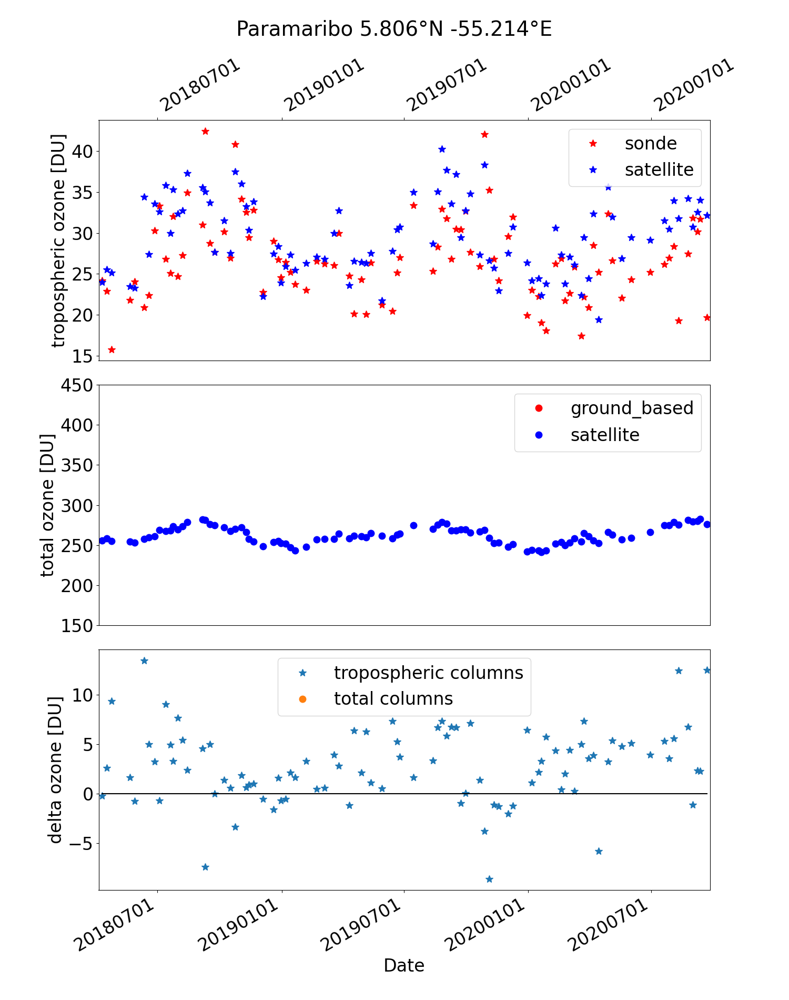 Paramaribo 5.806°N -55.214°E
20180701 20190101 20190701 20200101 20200701
tropospheric ozone [DU]
40
35
30
25
20
15
sonde
satellite
total ozone [DU]
450
400
350
300
250
200
150
ground_based
satellite
delta ozone [DU]
10
5
0
−5
tropospheric columns
total columns
20180701 20190101 20190701 20200101 20200701
Date